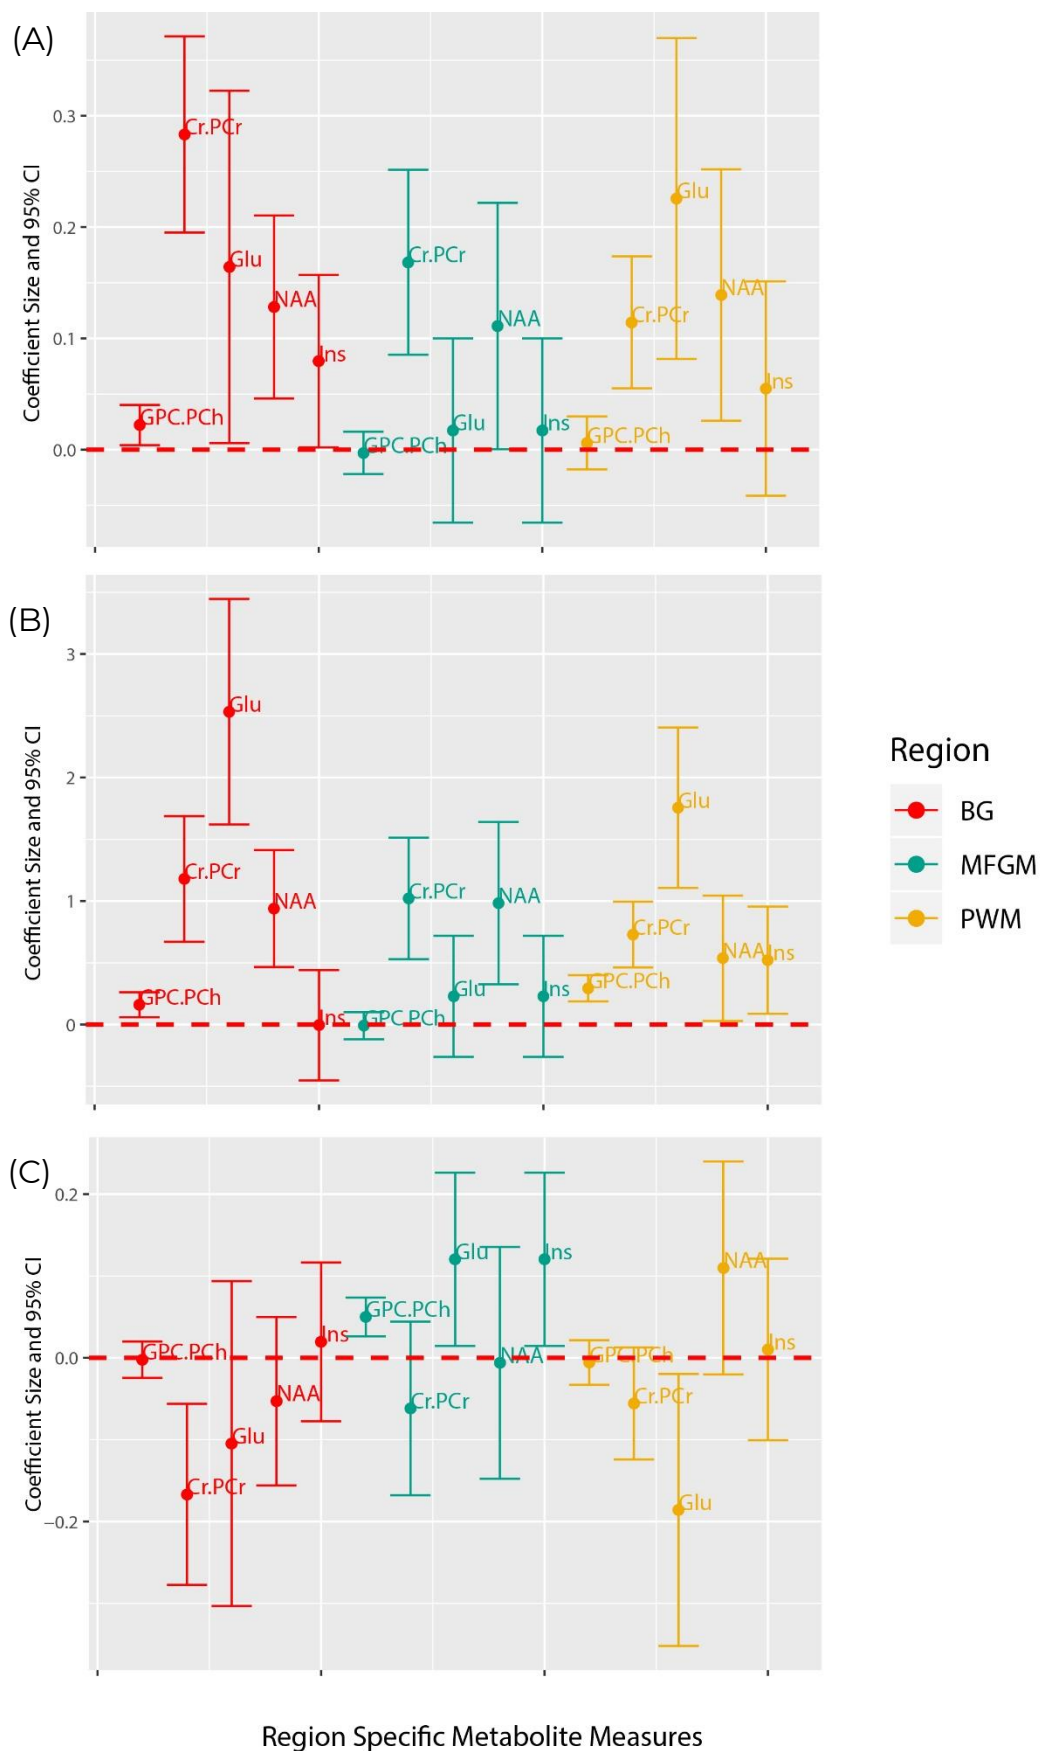 (A)
Coefficient Size and 95% CI
0.3
0.2
0.1
0.0
GPC.PCh
Cr.PCr
Glu
NAA
Ins
GPC.PCh
Cr.PCr
Glu
NAA
Ins
GPC.PCh
Cr.PCr
Glu
NAA
Ins
(B)
Coefficient Size and 95% CI
3
2
1
0
GPC.PCh
Cr.PCr
Glu
NAA
Ins
GPC.PCh
Cr.PCr
Glu
NAA
Ins
GPC.PCh
Cr.PCr
Glu
NAA
Ins
Region
BG
MFGM
PWM
(C)
Coefficient Size and 95% CI
0.2
0.0
−0.2
GPC.PCh
Cr.PCr
Glu
NAA
Ins
GPC.PCh
Cr.PCr
Glu
NAA
Ins
GPC.PCh
Cr.PCr
Glu
NAA
Ins
Region Specific Metabolite Measures